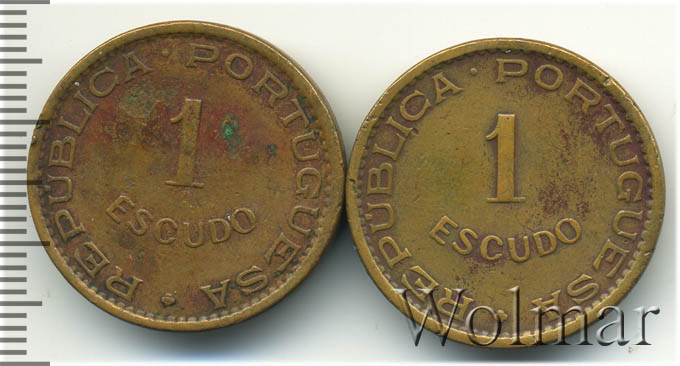 REPUBLICA · PORTUGUESA
1
ESCUDO
REPUBLICA · PORTUGUESA
1
ESCUDO
Wolmar